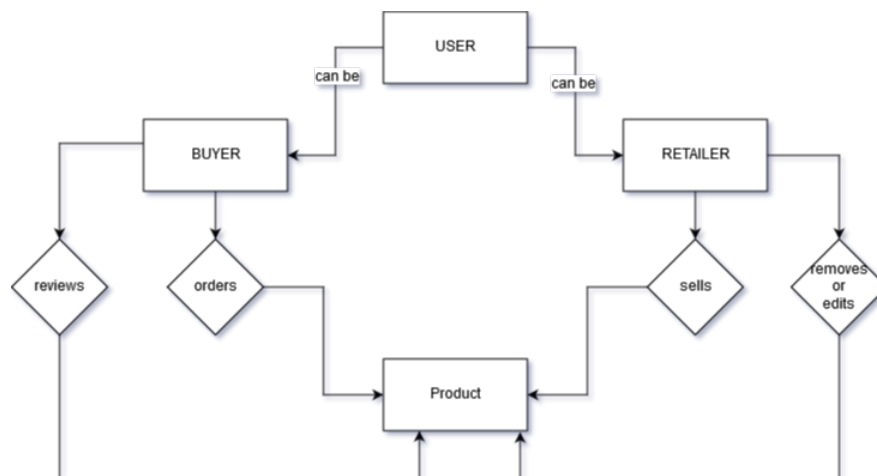 USER
can be
can be
BUYER
RETAILER
reviews
orders
sells
removes
or
edits
Product